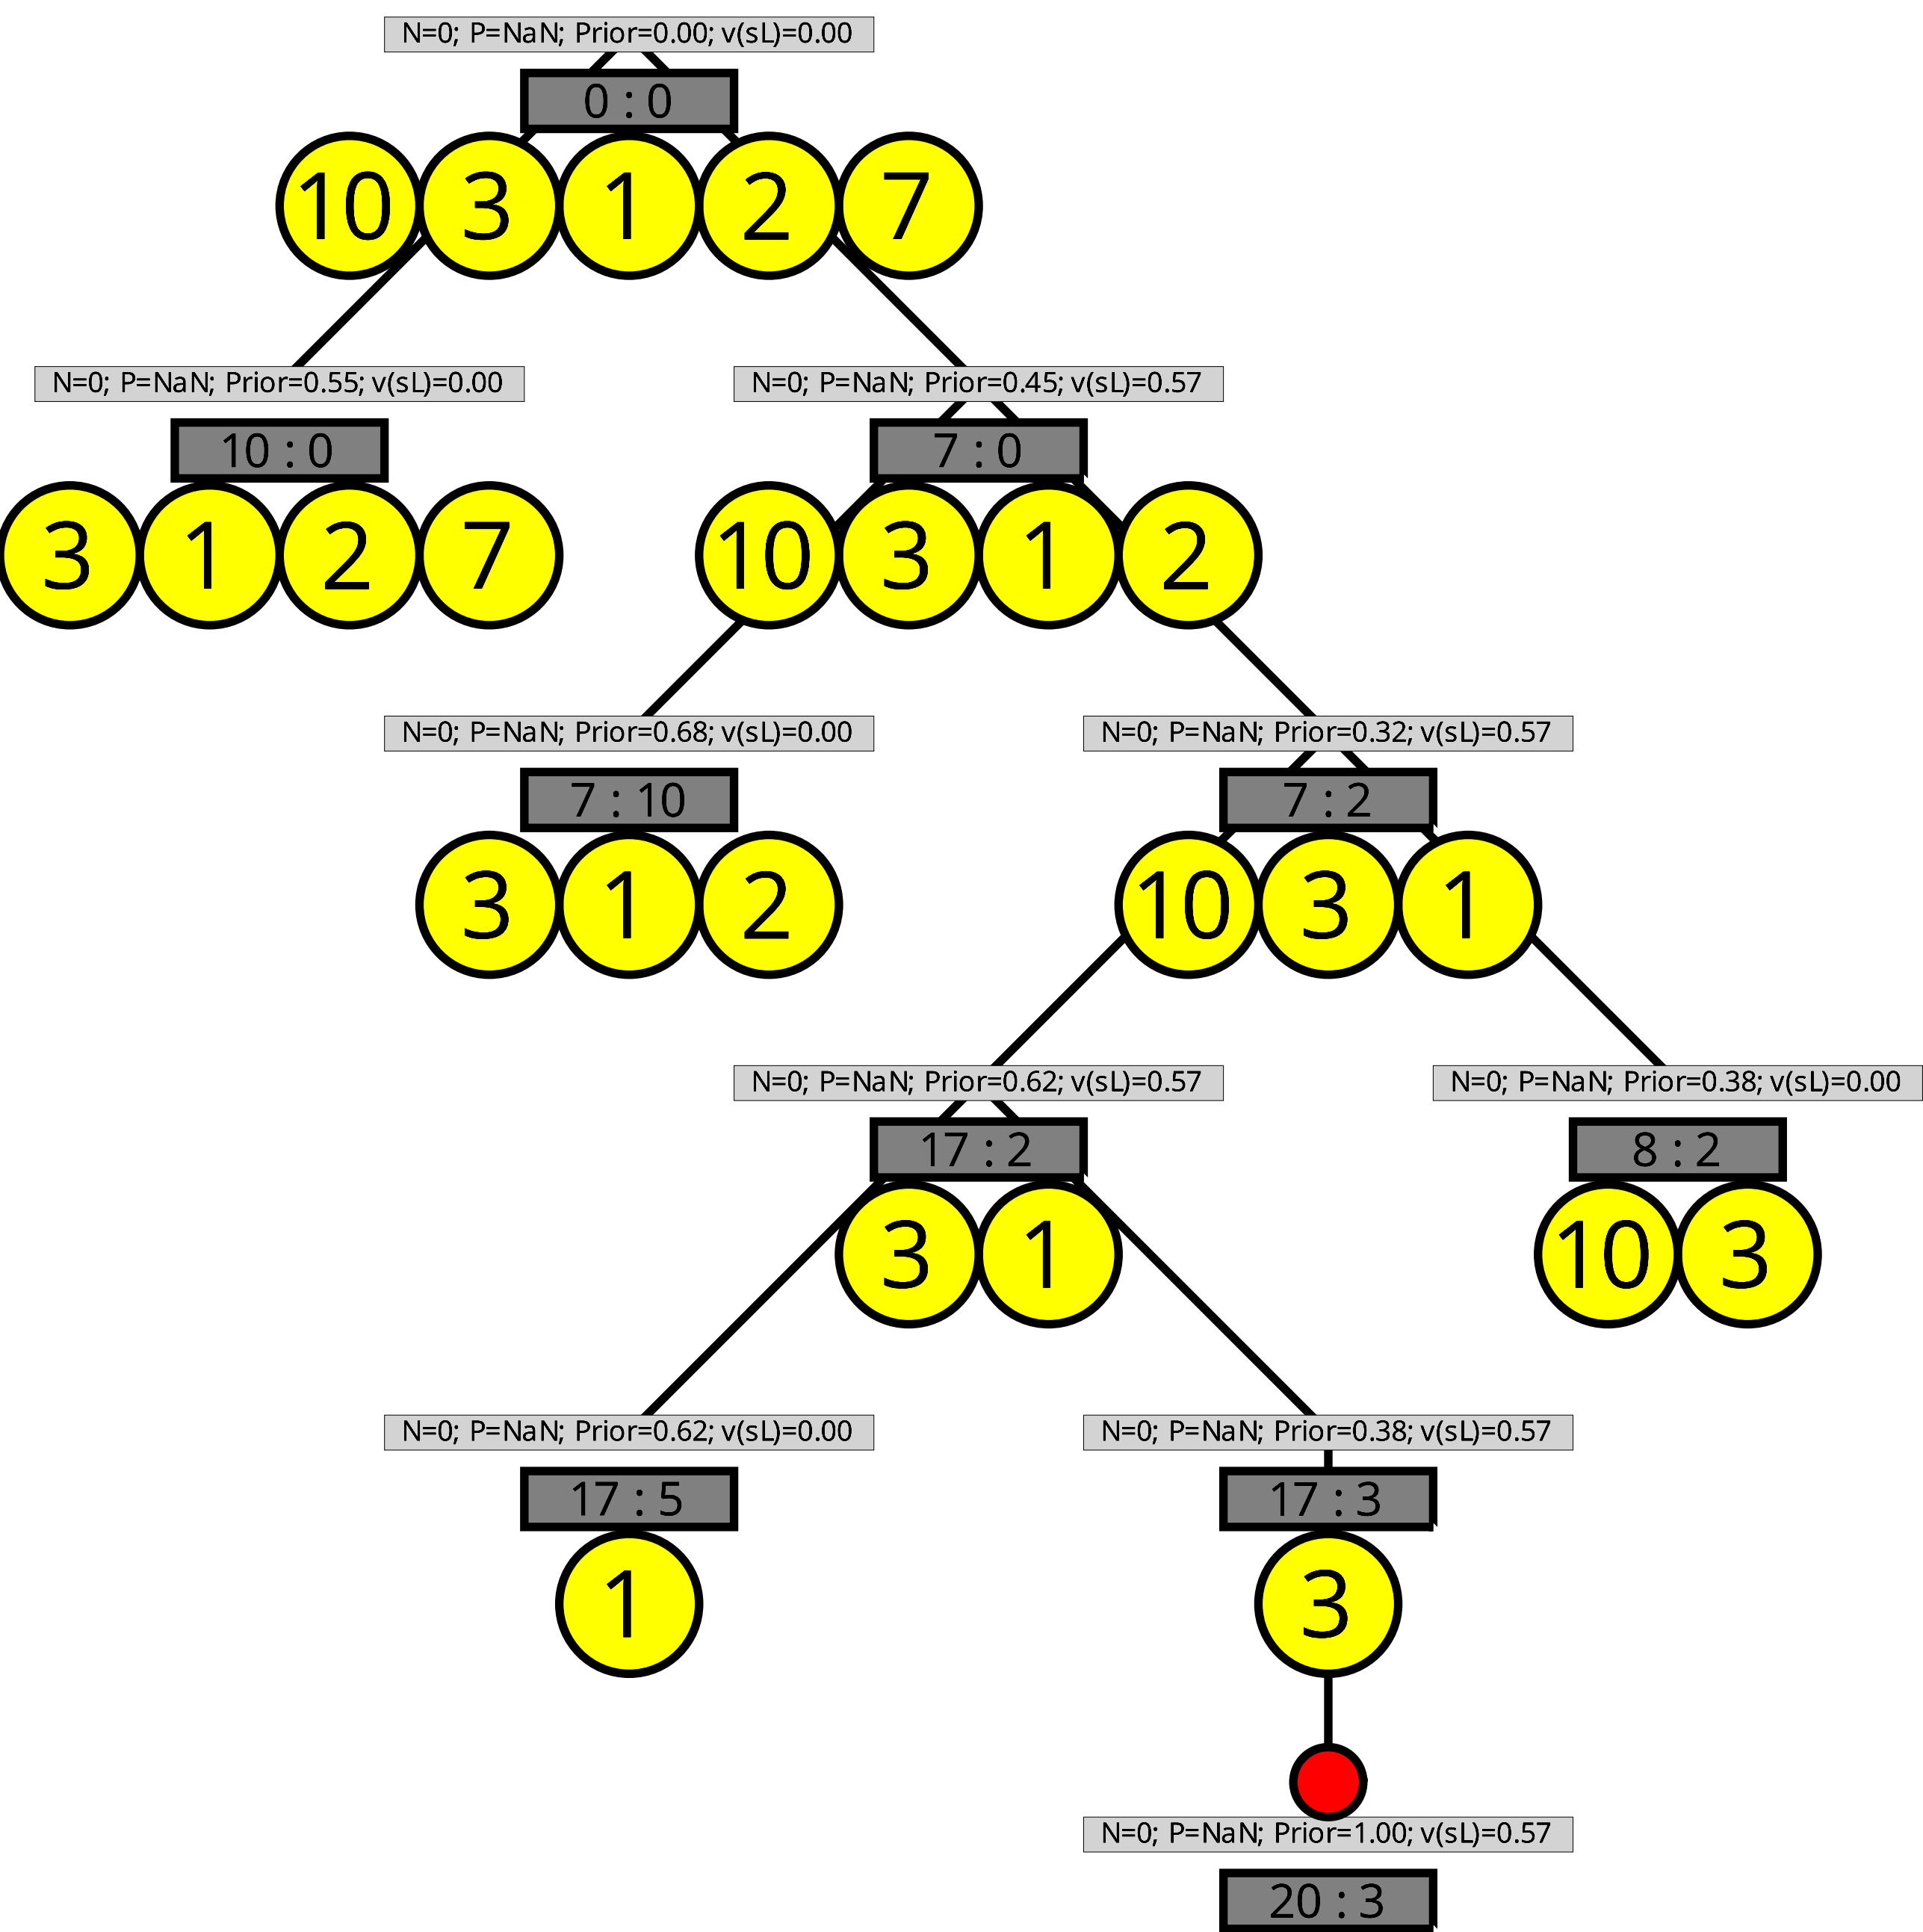 N=0; P=NaN; Prior=0.00; v(sL)=0.00
0 : 0
10 3 1 2 7
N=0; P=NaN; Prior=0.55; v(sL)=0.00
N=0; P=NaN; Prior=0.45; v(sL)=0.57
10 : 0
7 : 0
3 1 2 7
10 3 1 2
N=0; P=NaN; Prior=0.68; v(sL)=0.00
N=0; P=NaN; Prior=0.32; v(sL)=0.57
7 : 10
7 : 2
3 1 2
10 3 1
N=0; P=NaN; Prior=0.62; v(sL)=0.57
N=0; P=NaN; Prior=0.38; v(sL)=0.00
17 : 2
8 : 2
3 1
10 3
N=0; P=NaN; Prior=0.62; v(sL)=0.00
N=0; P=NaN; Prior=0.38; v(sL)=0.57
17 : 5
17 : 3
1
3
N=0; P=NaN; Prior=1.00; v(sL)=0.57
20 : 3